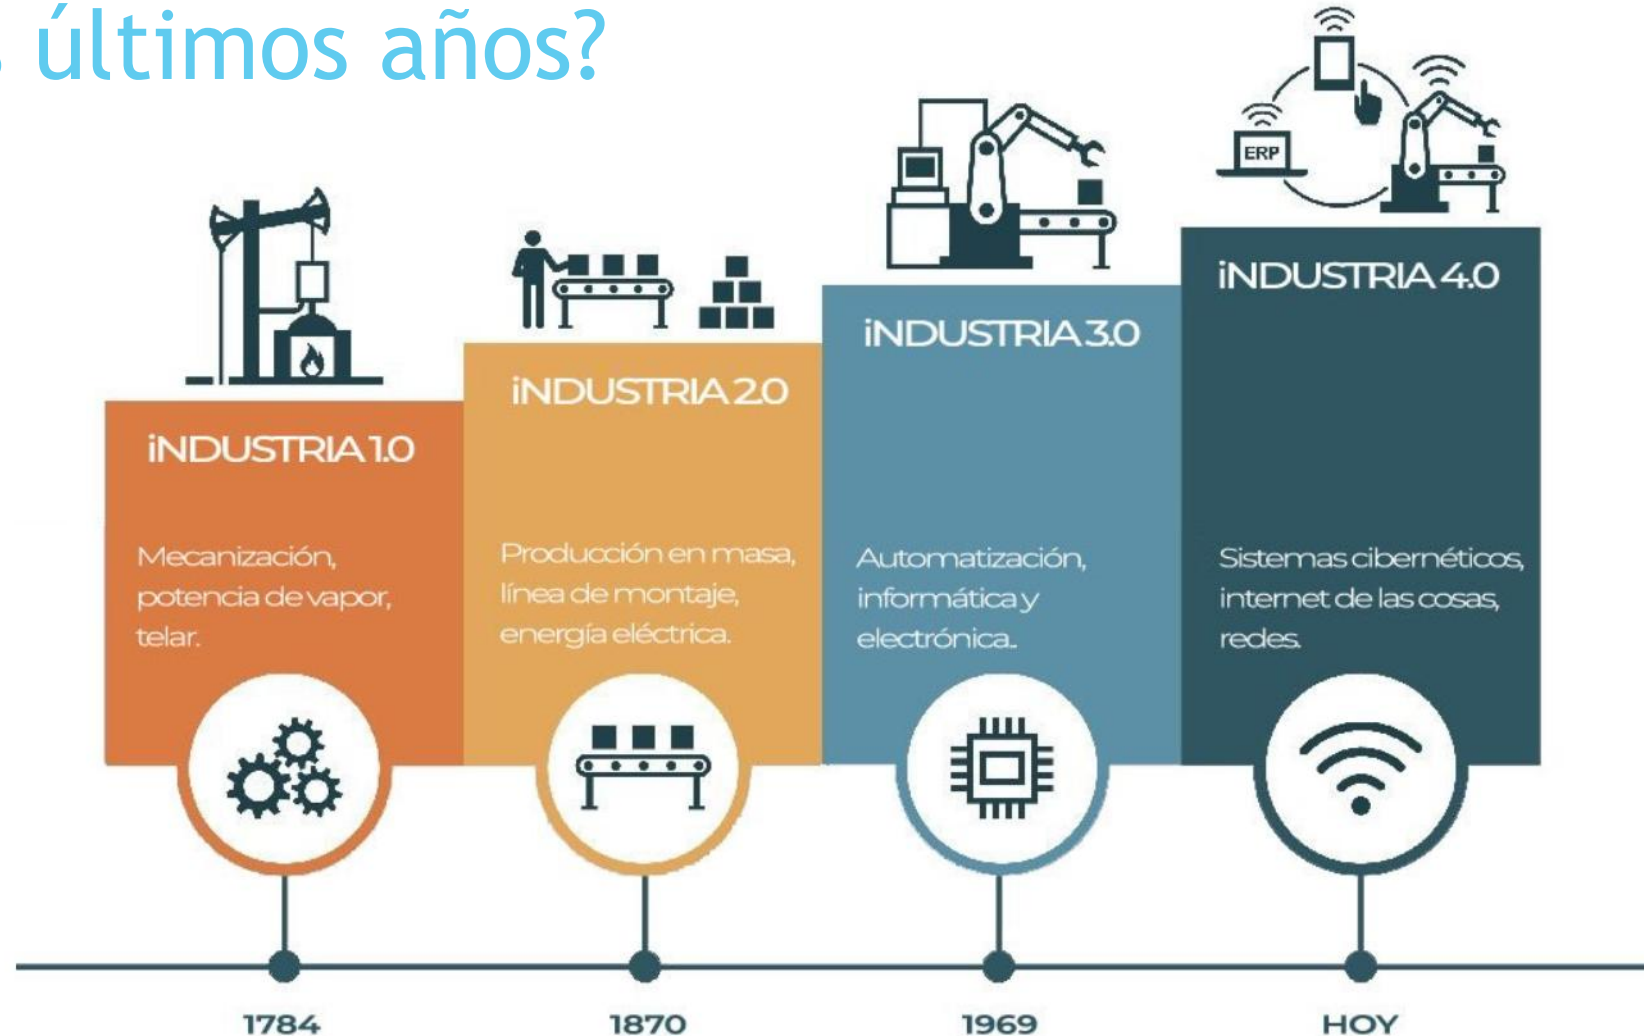 s últimos años?
ERP
iNDUSTRIA 4.0
iNDUSTRIA 3.0
iNDUSTRIA 2.0
iNDUSTRIA 1.0
Mecanización,
potencia de vapor,
telar.
Producción en masa,
línea de montaje,
energía eléctrica.
Automatización,
informática y
electrónica.
Sistemas cibernéticos,
internet de las cosas,
redes.
1784
1870
1969
HOY